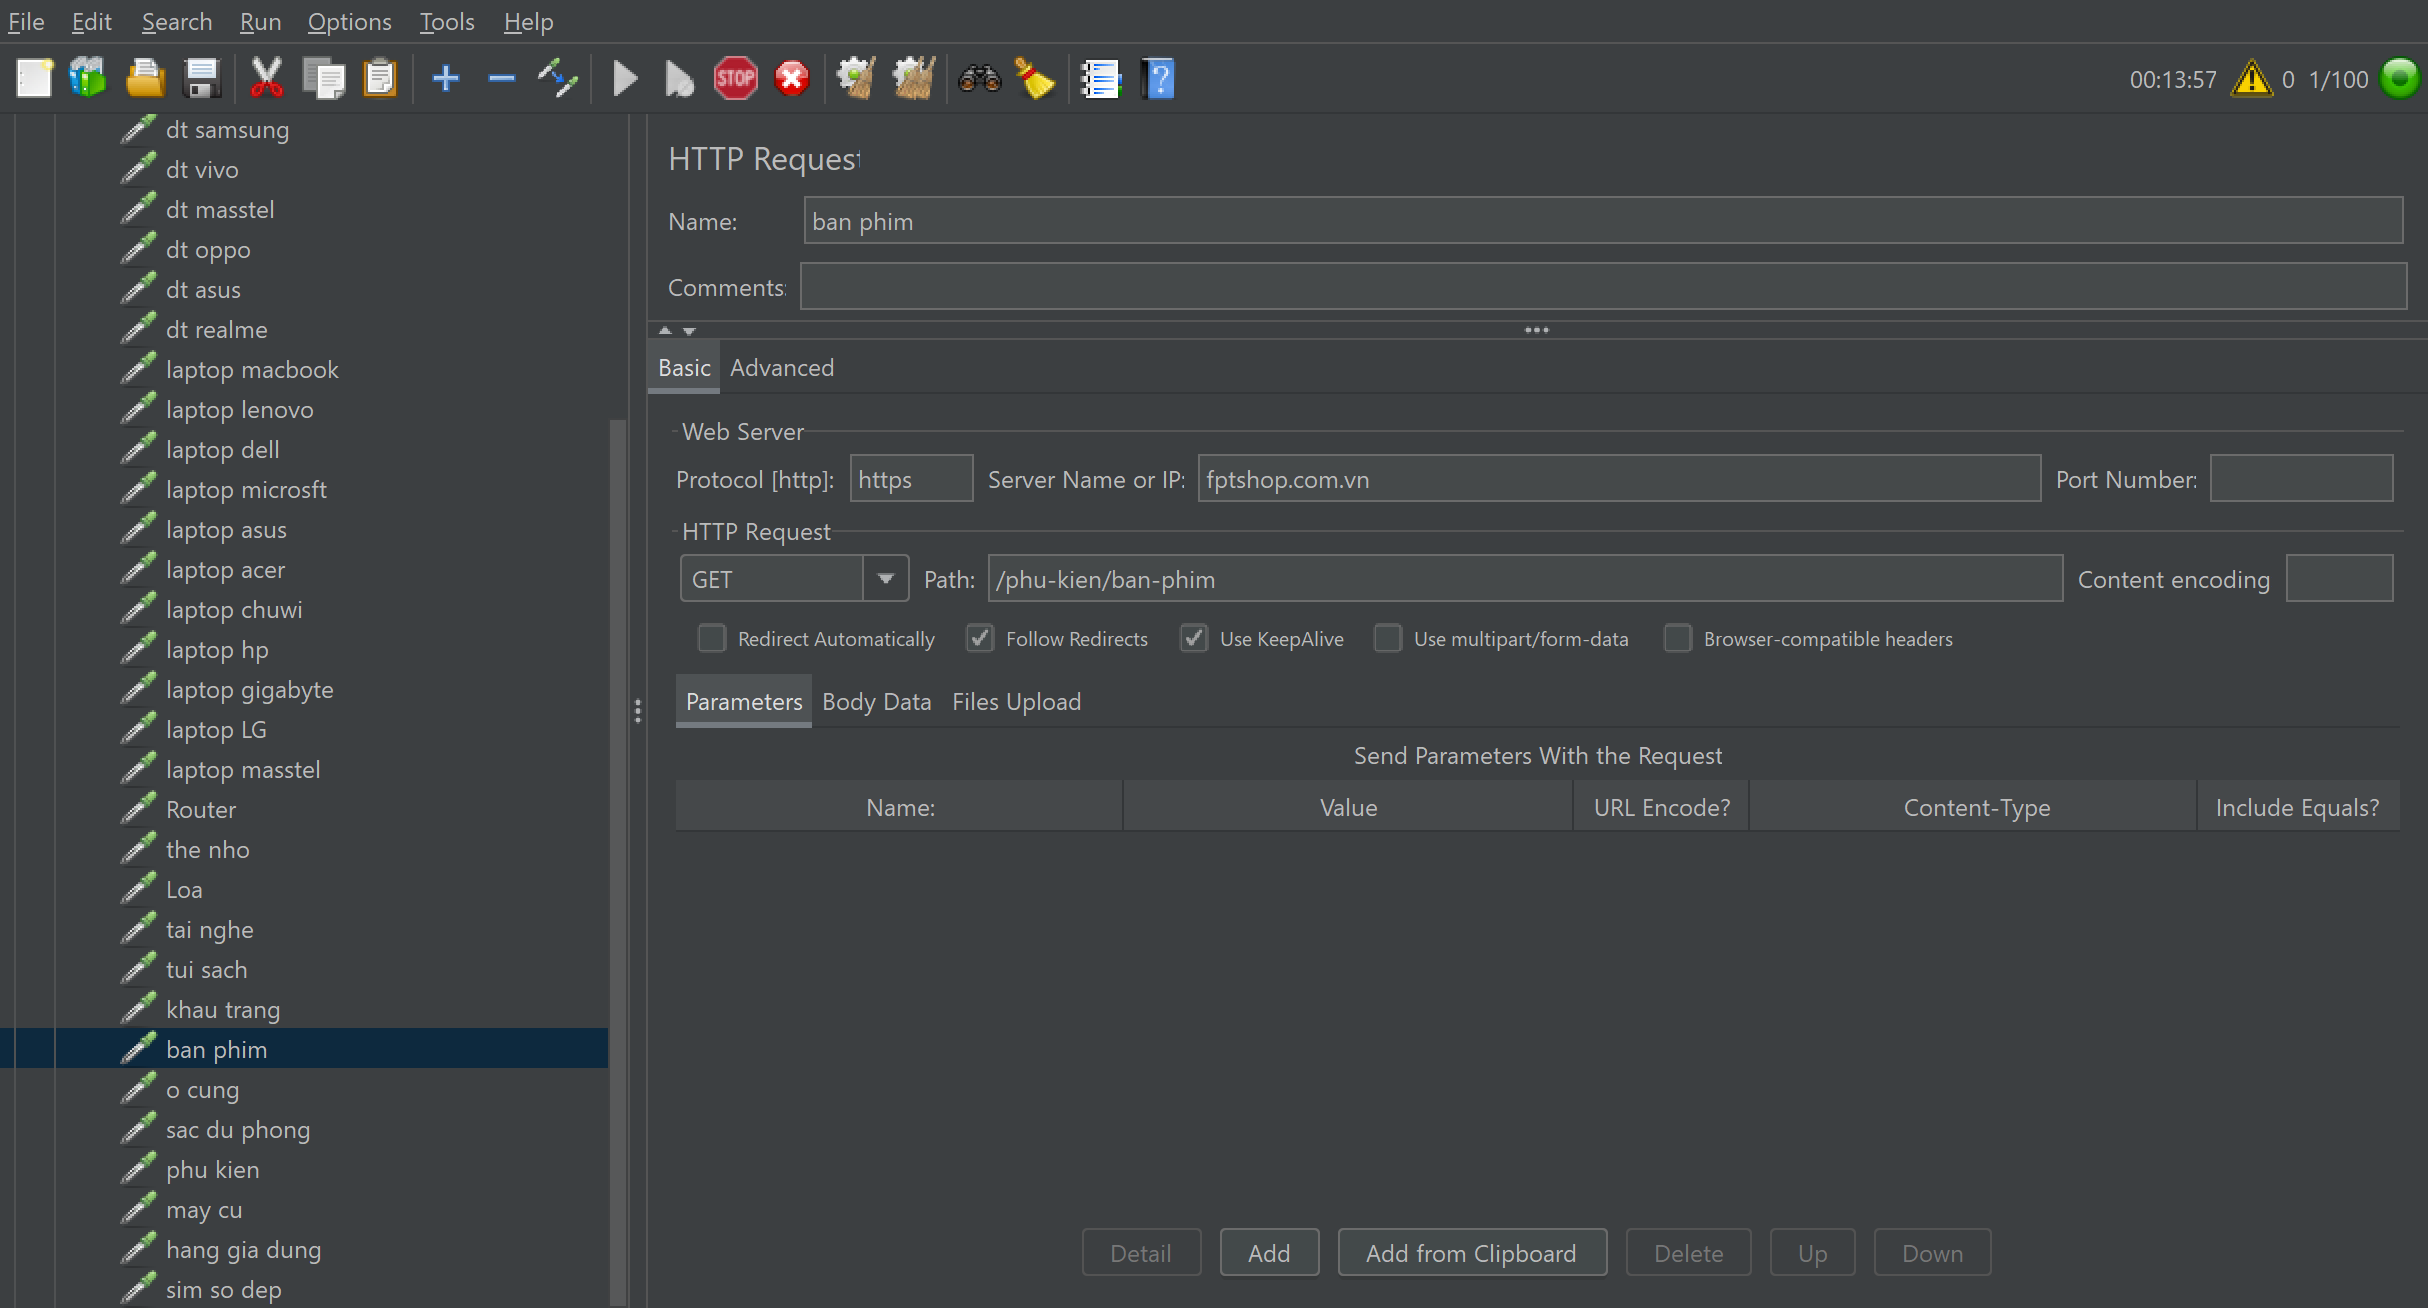 File Edit Search Run Options Tools Help
STOP ? 00:13:57 0 1/100
dt samsung
dt vivo
dt masstel
dt oppo
dt asus
dt realme
laptop macbook
laptop lenovo
laptop dell
laptop microsft
laptop asus
laptop acer
laptop chuwi
laptop hp
laptop gigabyte
laptop LG
laptop masstel
Router
the nho
Loa
tai nghe
tui sach
khau trang
ban phim
o cung
sac du phong
phu kien
may cu
hang gia dung
sim so dep
HTTP Request
Name: ban phim
Comments:
Basic Advanced
Web Server
Protocol [http]: https Server Name or IP: fptshop.com.vn Port Number:
HTTP Request
GET Path: /phu-kien/ban-phim Content encoding
Redirect Automatically Follow Redirects Use KeepAlive Use multipart/form-data Browser-compatible headers
Parameters Body Data Files Upload
Send Parameters With the Request
Name: Value URL Encode? Content-Type Include Equals?
Detail Add Add from Clipboard Delete Up Down